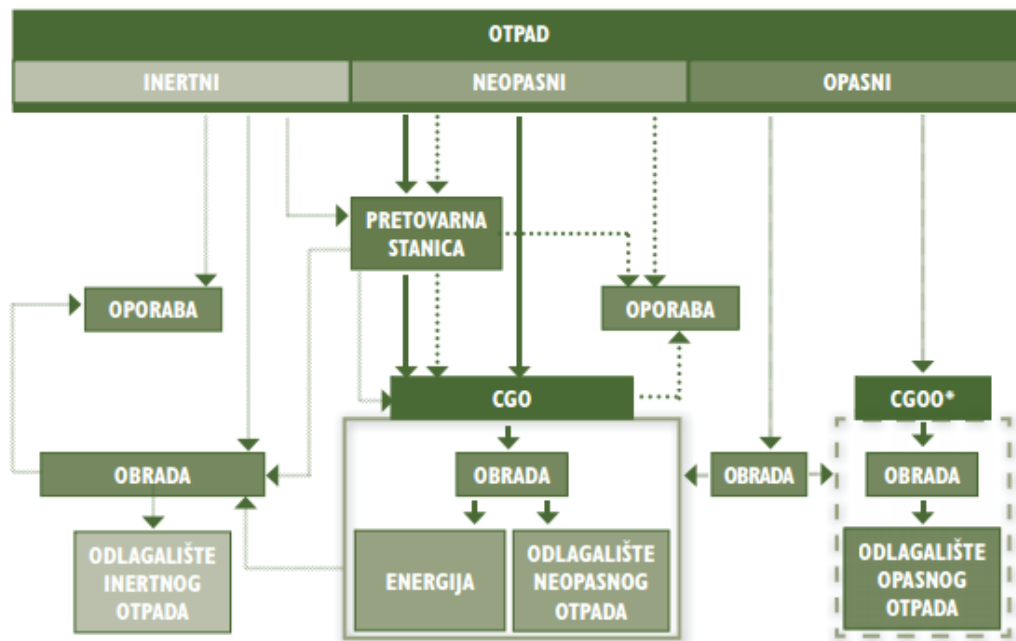 OTPAD
INERTNI
NEOPASNI
OPASNI
PRETOVARNA
STANICA
OPORABA
OPORABA
CGO
CGOO*
OBRADA
OBRADA
OBRADA
OBRADA
ODLAGALIŠTE
INERTNOG
OTPADA
ENERGIJA
ODLAGALIŠTE
NEOPASNOG
OTPADA
ODLAGALIŠTE
OPASNOG
OTPADA